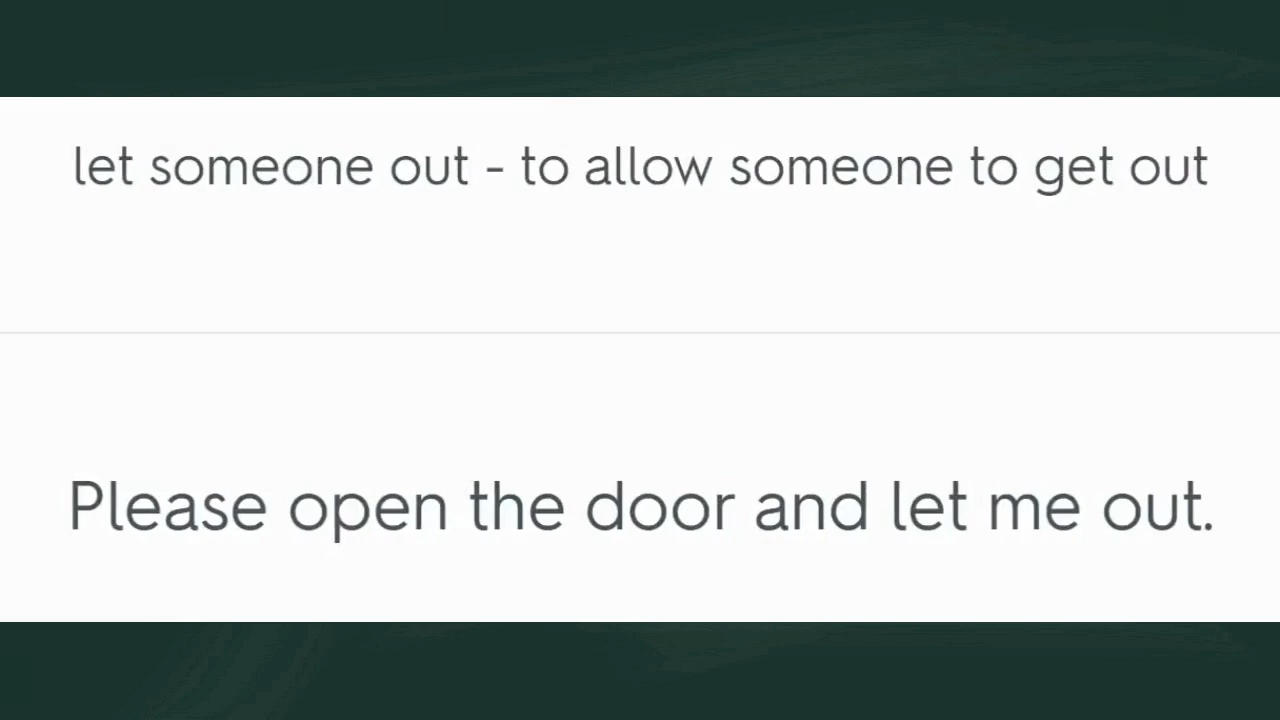 let someone out - to allow someone to get out
Please open the door and let me out.